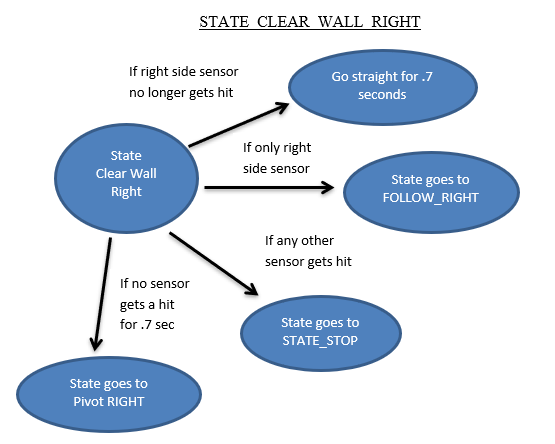 STATE CLEAR WALL RIGHT
If right side sensor
no longer gets hit
Go straight for .7
seconds
State
Clear Wall
Right
If only right
side sensor
State goes to
FOLLOW_RIGHT
If any other
sensor gets hit
If no sensor
gets a hit
for .7 sec
State goes to
STATE_STOP
State goes to
Pivot RIGHT